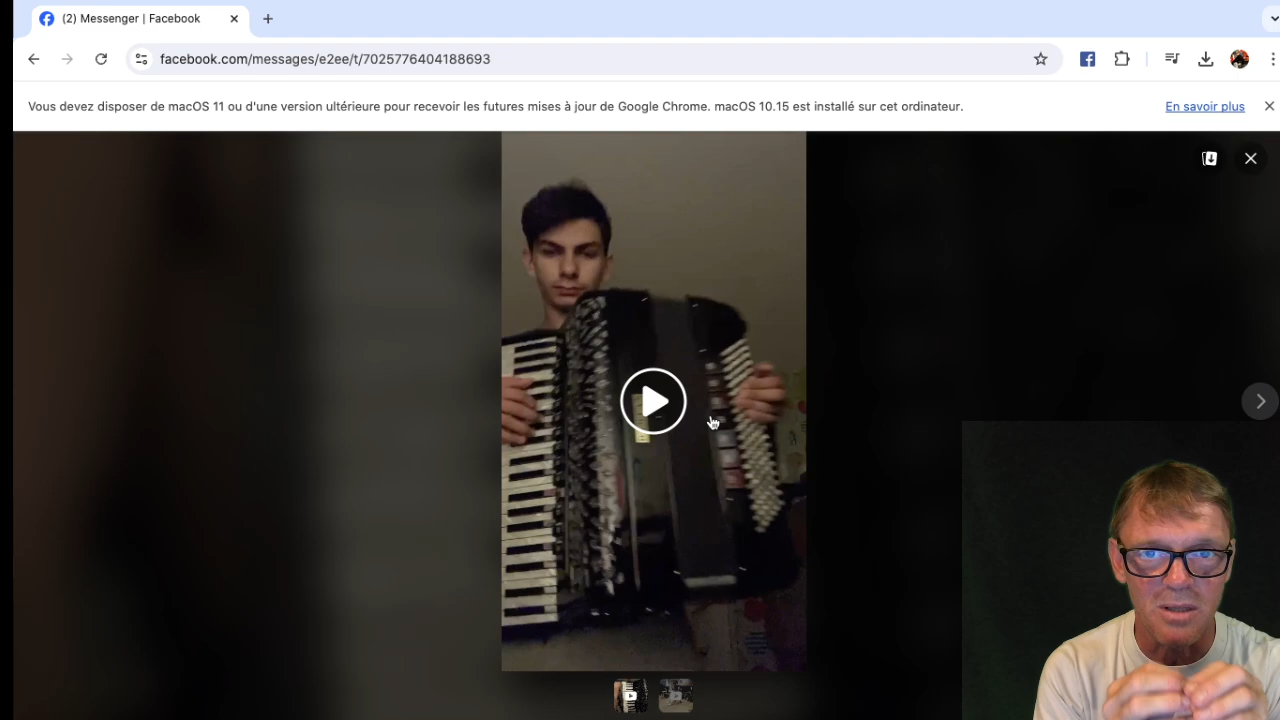 (2) Messenger | Facebook
facebook.com/messages/e2ee/t/7025776404188693
Vous devez disposer de macOS 11 ou d'une version ultérieure pour recevoir les futures mises à jour de Google Chrome. macOS 10.15 est installé sur cet ordinateur. En savoir plus